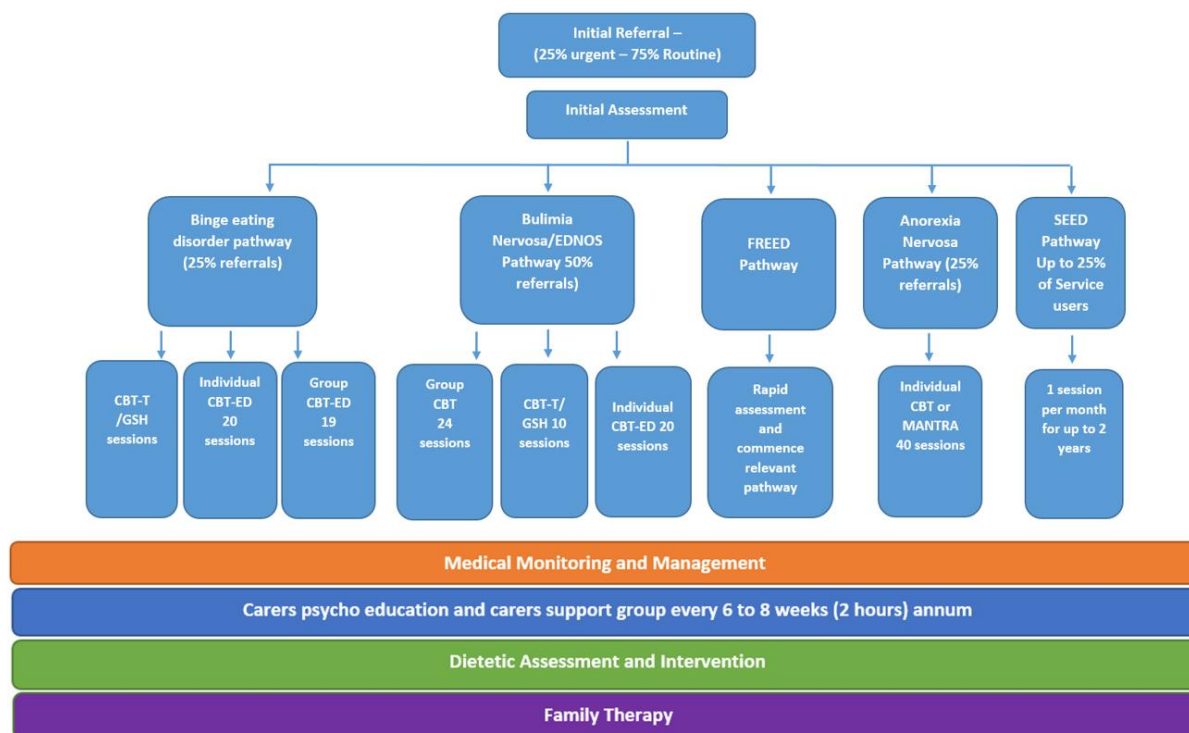 Initial Referral –
(25% urgent – 75% Routine)
Initial Assessment
Binge eating
disorder pathway
(25% referrals)
Bulimia
Nervosa/EDNOS
Pathway 50%
referrals)
FREED
Pathway
Anorexia
Nervosa
Pathway (25%
referrals)
SEED
Pathway
Up to 25%
of Service
users
CBT-T
/GSH
sessions
Individual
CBT-ED
20
sessions
Group
CBT-ED
19
sessions
Group
CBT
24
sessions
CBT-T/
GSH 10
sessions
Individual
CBT-ED 20
sessions
Rapid
assessment
and
commence
relevant
pathway
Individual
CBT or
MANTRA
40 sessions
1 session
per month
for up to 2
years
Medical Monitoring and Management
Carers psycho education and carers support group every 6 to 8 weeks (2 hours) annum
Dietetic Assessment and Intervention
Family Therapy